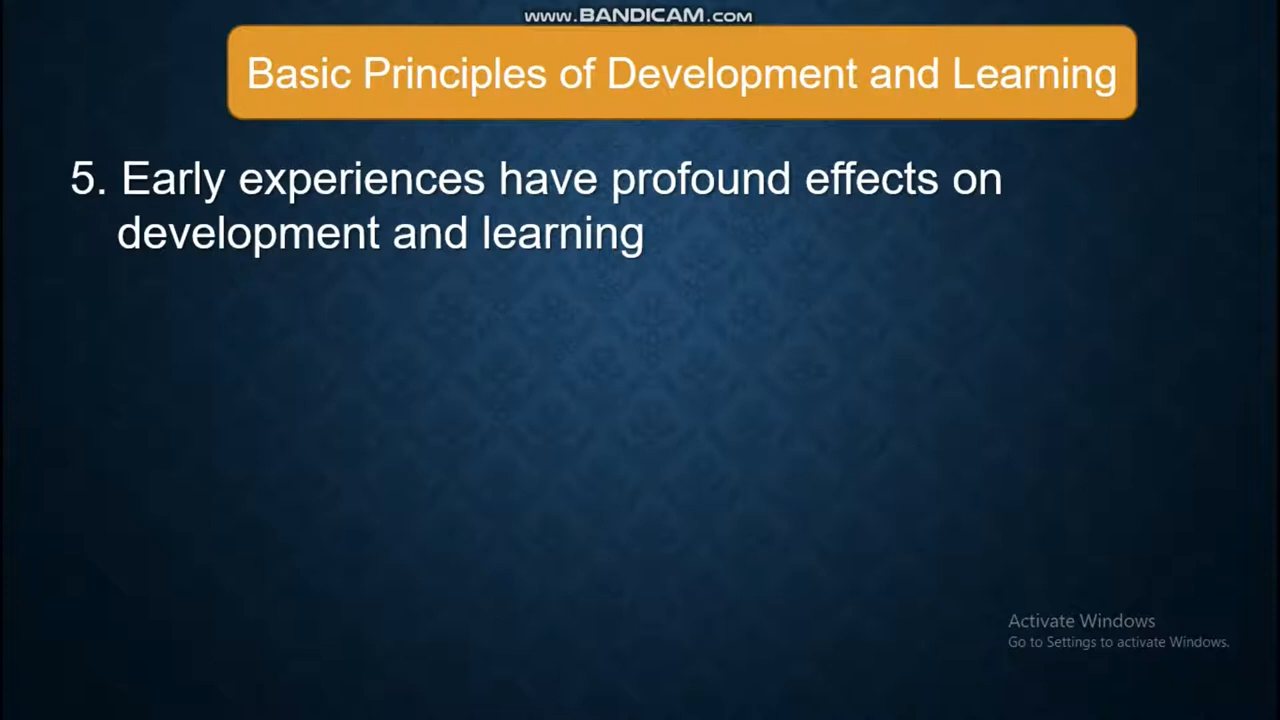 www.BANDICAM.com
Basic Principles of Development and Learning
5. Early experiences have profound effects on
development and learning
Activate Windows
Go to Settings to activate Windows.